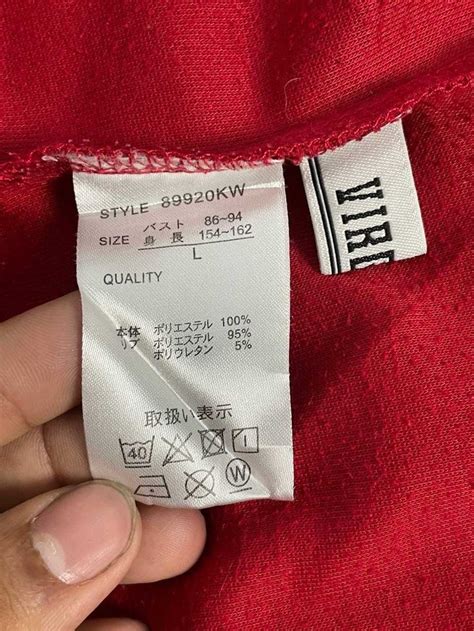 STYLE 89920KW
SIZE バスト 86~94
身長 154~162
L
QUALITY
本体 ポリエステル 100%
リブ ポリエステル 95%
ポリウレタン 5%
取扱い表示
40
W
VIRE